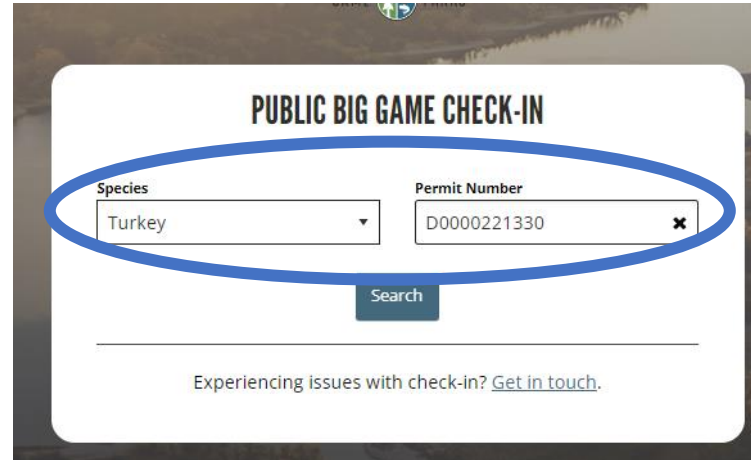 PUBLIC BIG GAME CHECK-IN
Species
Permit Number
Turkey
D0000221330
Search
Experiencing issues with check-in? Get in touch.